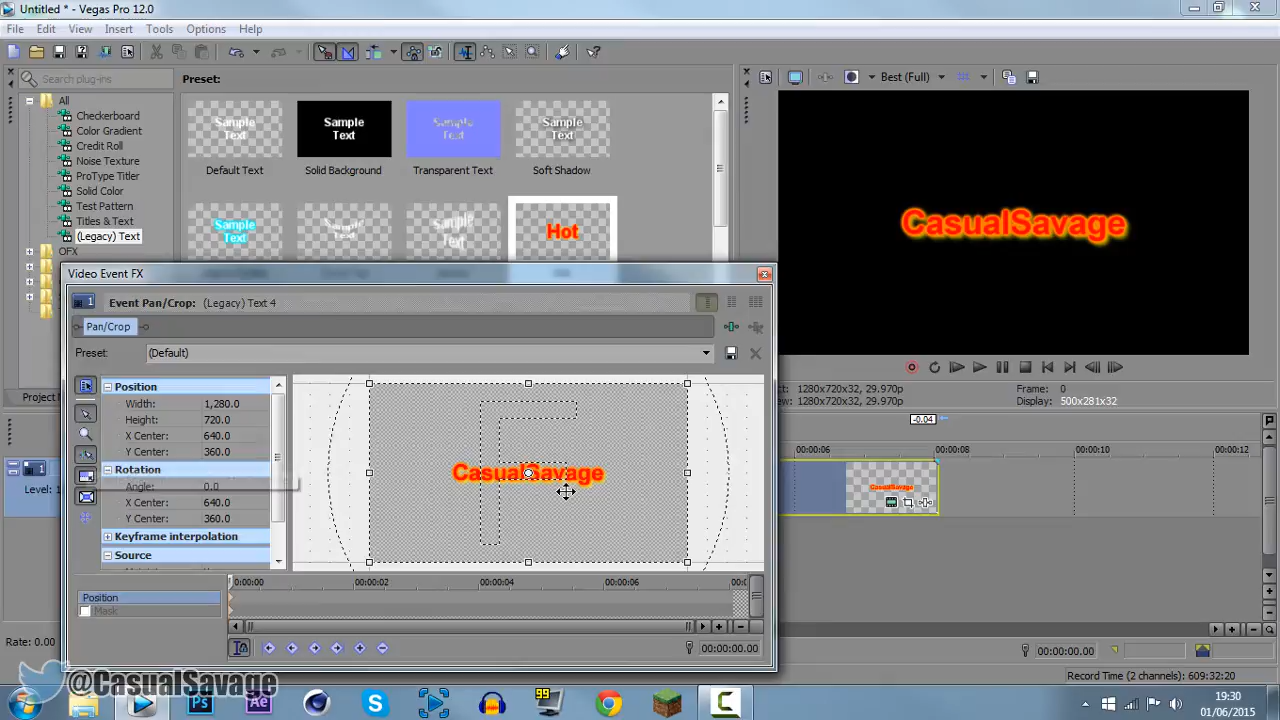 Untitled * - Vegas Pro 12.0
File Edit View Insert Tools Options Help
Search plug-ins
Preset:
Best (Full)
All
Checkerboard
Color Gradient
Credit Roll
Noise Texture
ProType Titler
Solid Color
Test Pattern
Titles & Text
(Legacy) Text
OFX
Sample Text
Sample Text
Sample Text
Sample Text
Default Text
Solid Background
Transparent Text
Soft Shadow
Sample Text
Hot
CasualSavage
Video Event FX
Event Pan/Crop: (Legacy) Text 4
Pan/Crop
Preset: (Default)
Position
Width: 1,280.0
Height: 720.0
X Center: 640.0
Y Center: 360.0
Rotation
Angle: 0.0
X Center: 640.0
Y Center: 360.0
Keyframe interpolation
Source
CasualSavage
Position
Mask
0:00:00 00:00:02 00:00:04 00:00:06
00:00:00.00
1280x720x32, 29.970p
1280x720x32, 29.970p
Frame: 0
Display: 500x281x32
-0.04
00:00:06 00:00:08 00:00:10 00:00:12
CasualSavage
Project M
1
Level: 1
Rate: 0.00
00:00:00.00
Record Time (2 channels): 609:32:20
@CasualSavage
Ps
Ae
99
19:30
01/06/2015